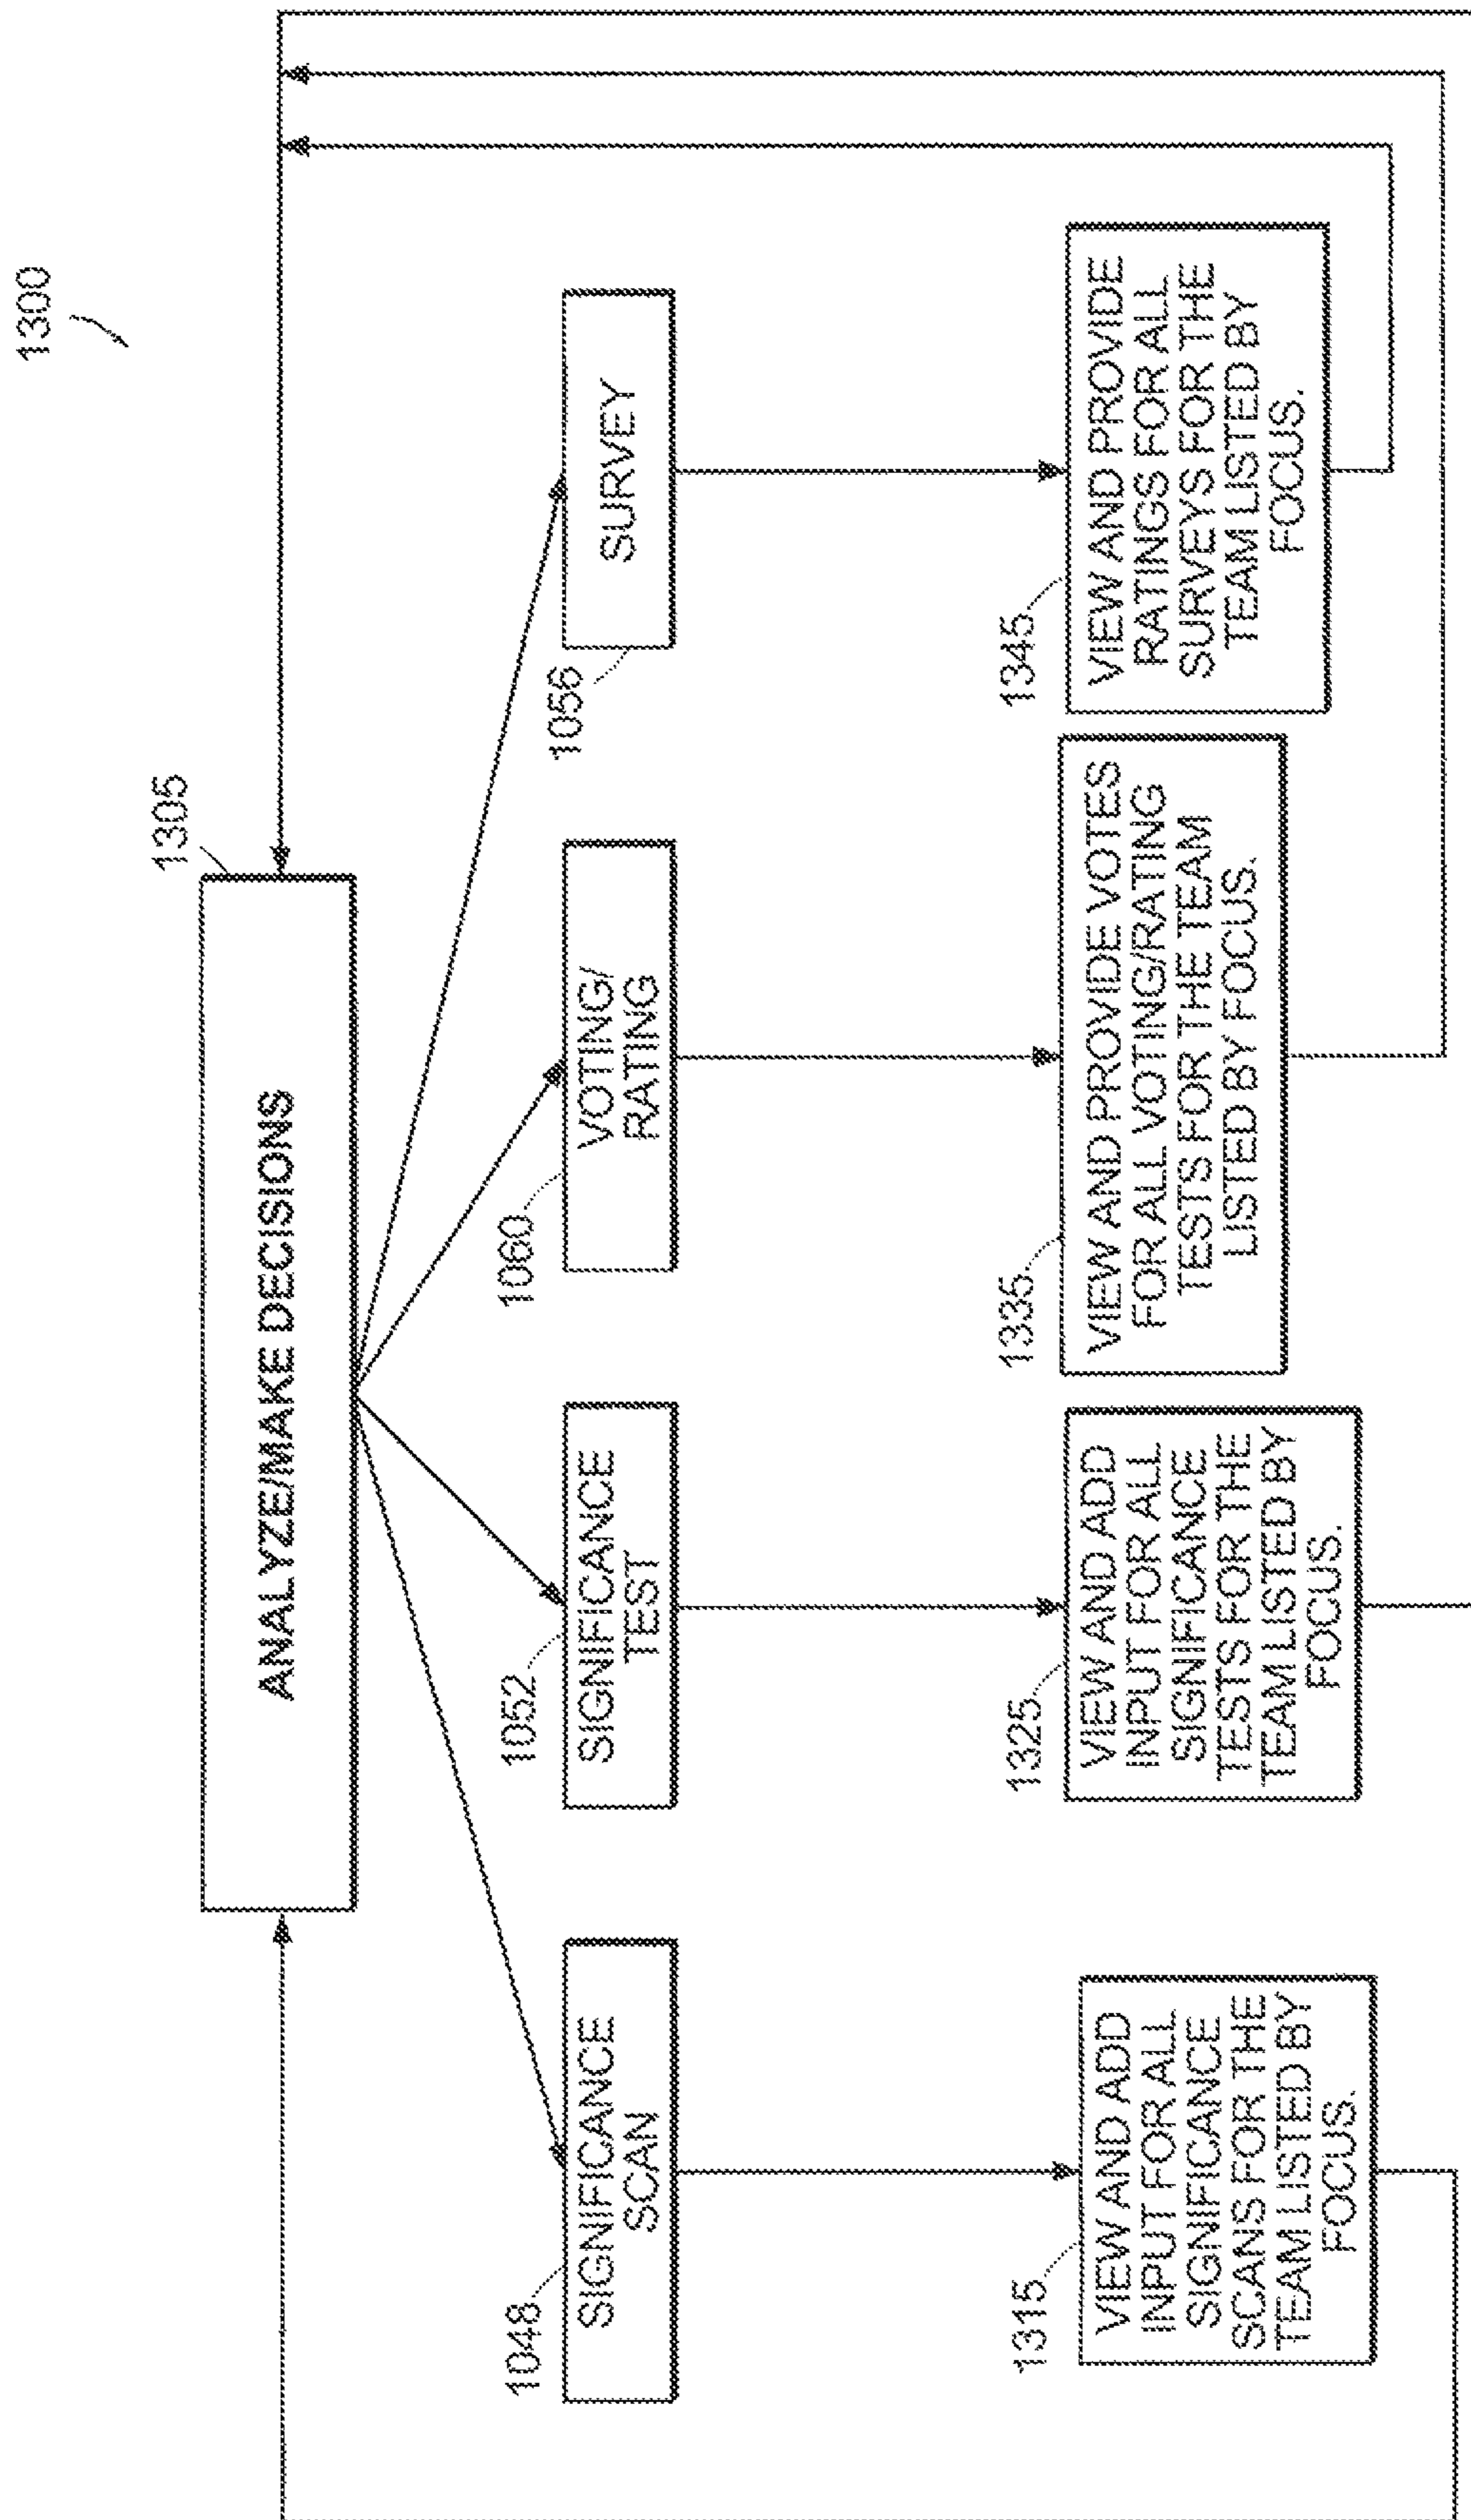 1300
1305
ANALYZE/MAKE DECISIONS
1048
SIGNIFICANCE
SCAN
1052
SIGNIFICANCE
TEST
1060
VOTING/
RATING
1056
SURVEY
1315
VIEW AND ADD
INPUT FOR ALL
SIGNIFICANCE
SCANS FOR THE
TEAM LISTED BY
FOCUS.
1325
VIEW AND ADD
INPUT FOR ALL
SIGNIFICANCE
TESTS FOR THE
TEAM LISTED BY
FOCUS.
1335
VIEW AND PROVIDE VOTES
FOR ALL VOTING/RATING
TESTS FOR THE TEAM
LISTED BY FOCUS.
1345
VIEW AND PROVIDE
RATINGS FOR ALL
SURVEYS FOR THE
TEAM LISTED BY
FOCUS.